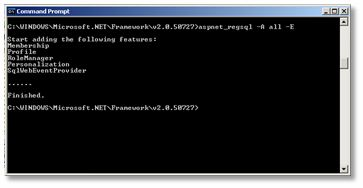 Command Prompt
C:\WINDOWS\Microsoft.NET\Framework\v2.0.50727>aspnet_regsql -A all -E
Start adding the following features:
Membership
Profile
RoleManager
Personalization
SqlWebEventProvider
......
Finished.
C:\WINDOWS\Microsoft.NET\Framework\v2.0.50727>